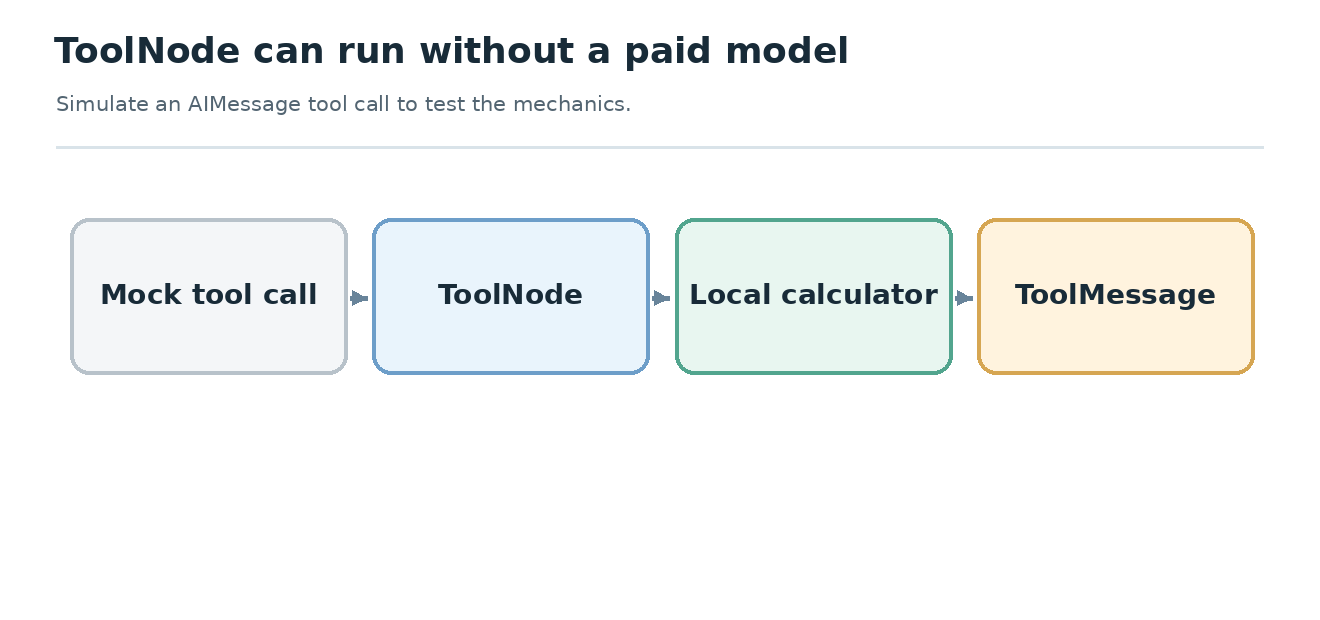 ToolNode can run without a paid model
Simulate an AIMessage tool call to test the mechanics.
Mock tool call
ToolNode
Local calculator
ToolMessage